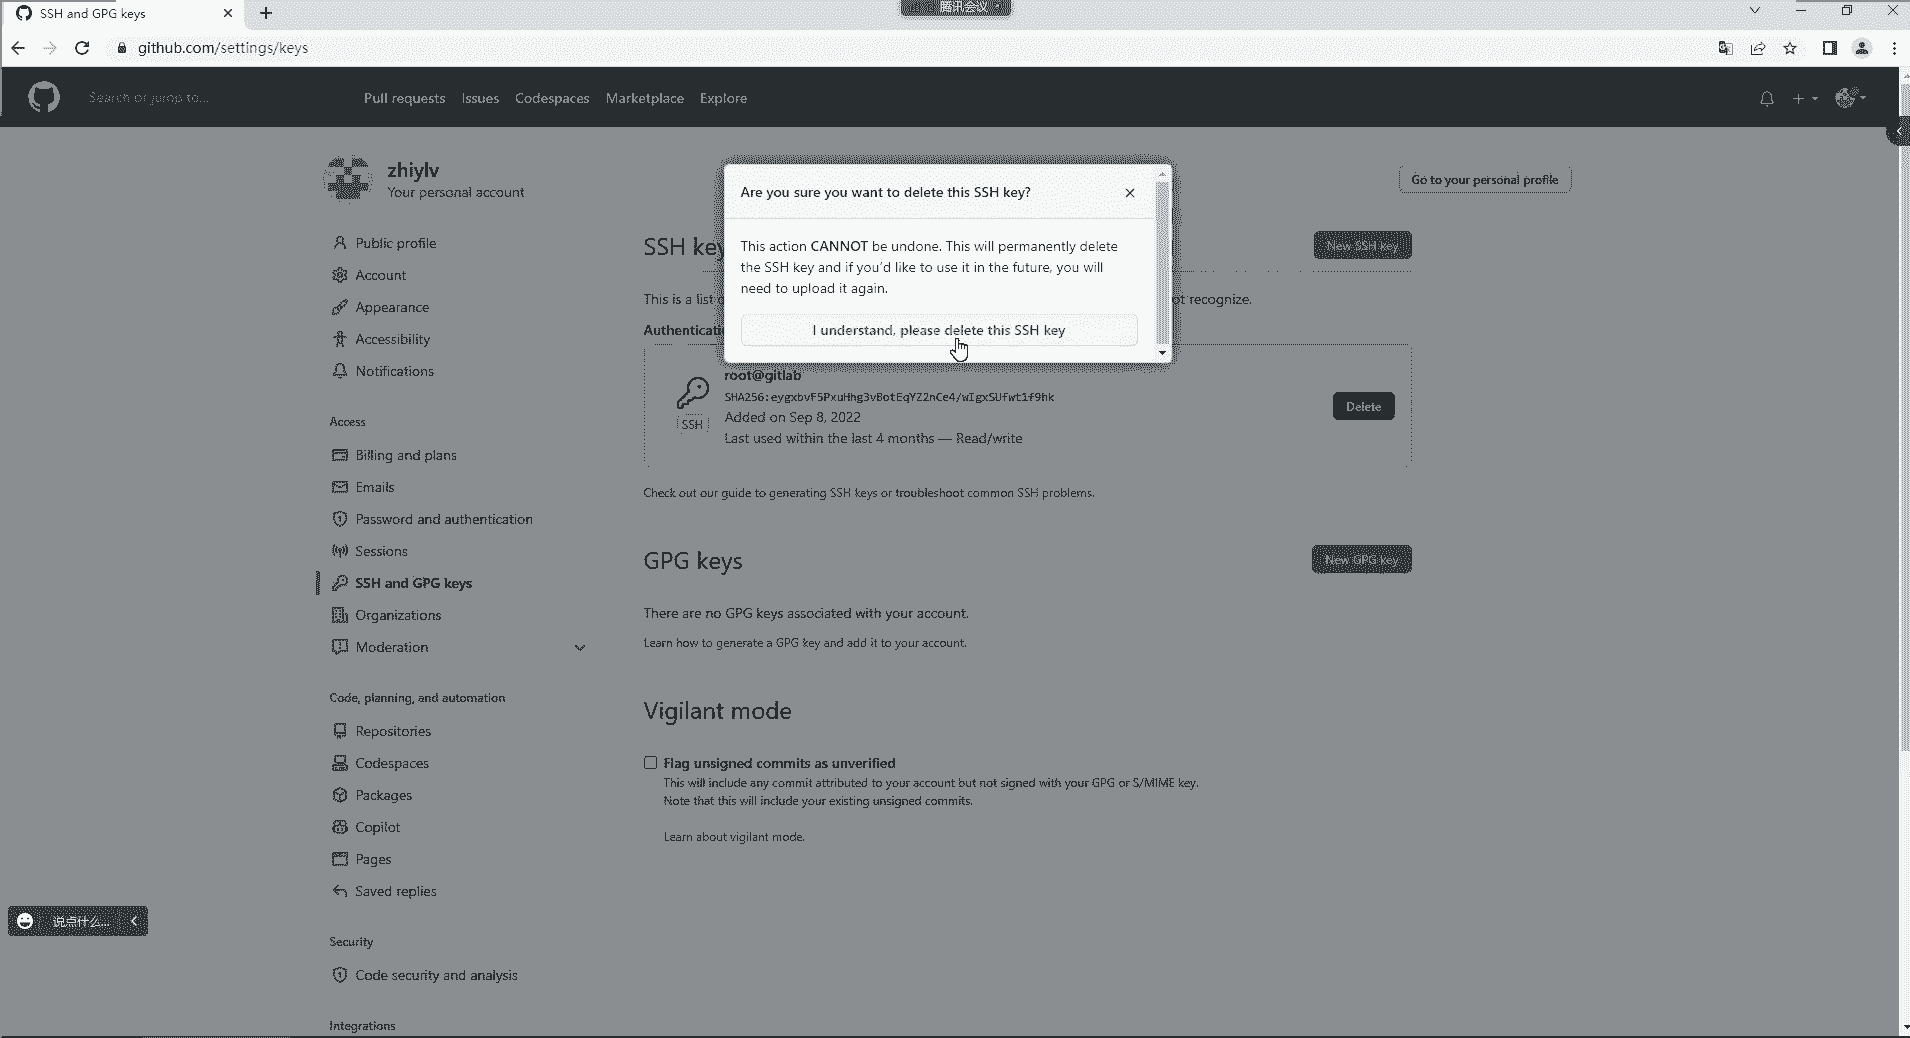 SSH and GPG keys
腾讯会议
github.com/settings/keys
Search or jump to...
Pull requests Issues Codespaces Marketplace Explore
zhiylv
Your personal account
Go to your personal profile
Are you sure you want to delete this SSH key?
This action CANNOT be undone. This will permanently delete
the SSH key and if you'd like to use it in the future, you will
need to upload it again.
I understand, please delete this SSH key
Public profile
Account
Appearance
Accessibility
Notifications
Access
Billing and plans
Emails
Password and authentication
Sessions
SSH and GPG keys
Organizations
Moderation
Code, planning, and automation
Repositories
Codespaces
Packages
Copilot
Pages
Saved replies
Security
Code security and analysis
Integrations
SSH key
New SSH key
This is a list
ot recognize.
Authenticati
root@gitlab
SHA256:eygxbvF5PxuHhg3vBotEqYZ2nCe4/wIgxSUfwt1f9hk
SSH
Added on Sep 8, 2022
Last used within the last 4 months — Read/write
Delete
Check out our guide to generating SSH keys or troubleshoot common SSH problems.
GPG keys
New GPG key
There are no GPG keys associated with your account.
Learn how to generate a GPG key and add it to your account.
Vigilant mode
Flag unsigned commits as unverified
This will include any commit attributed to your account but not signed with your GPG or S/MIME key.
Note that this will include your existing unsigned commits.
Learn about vigilant mode.
说点什么...